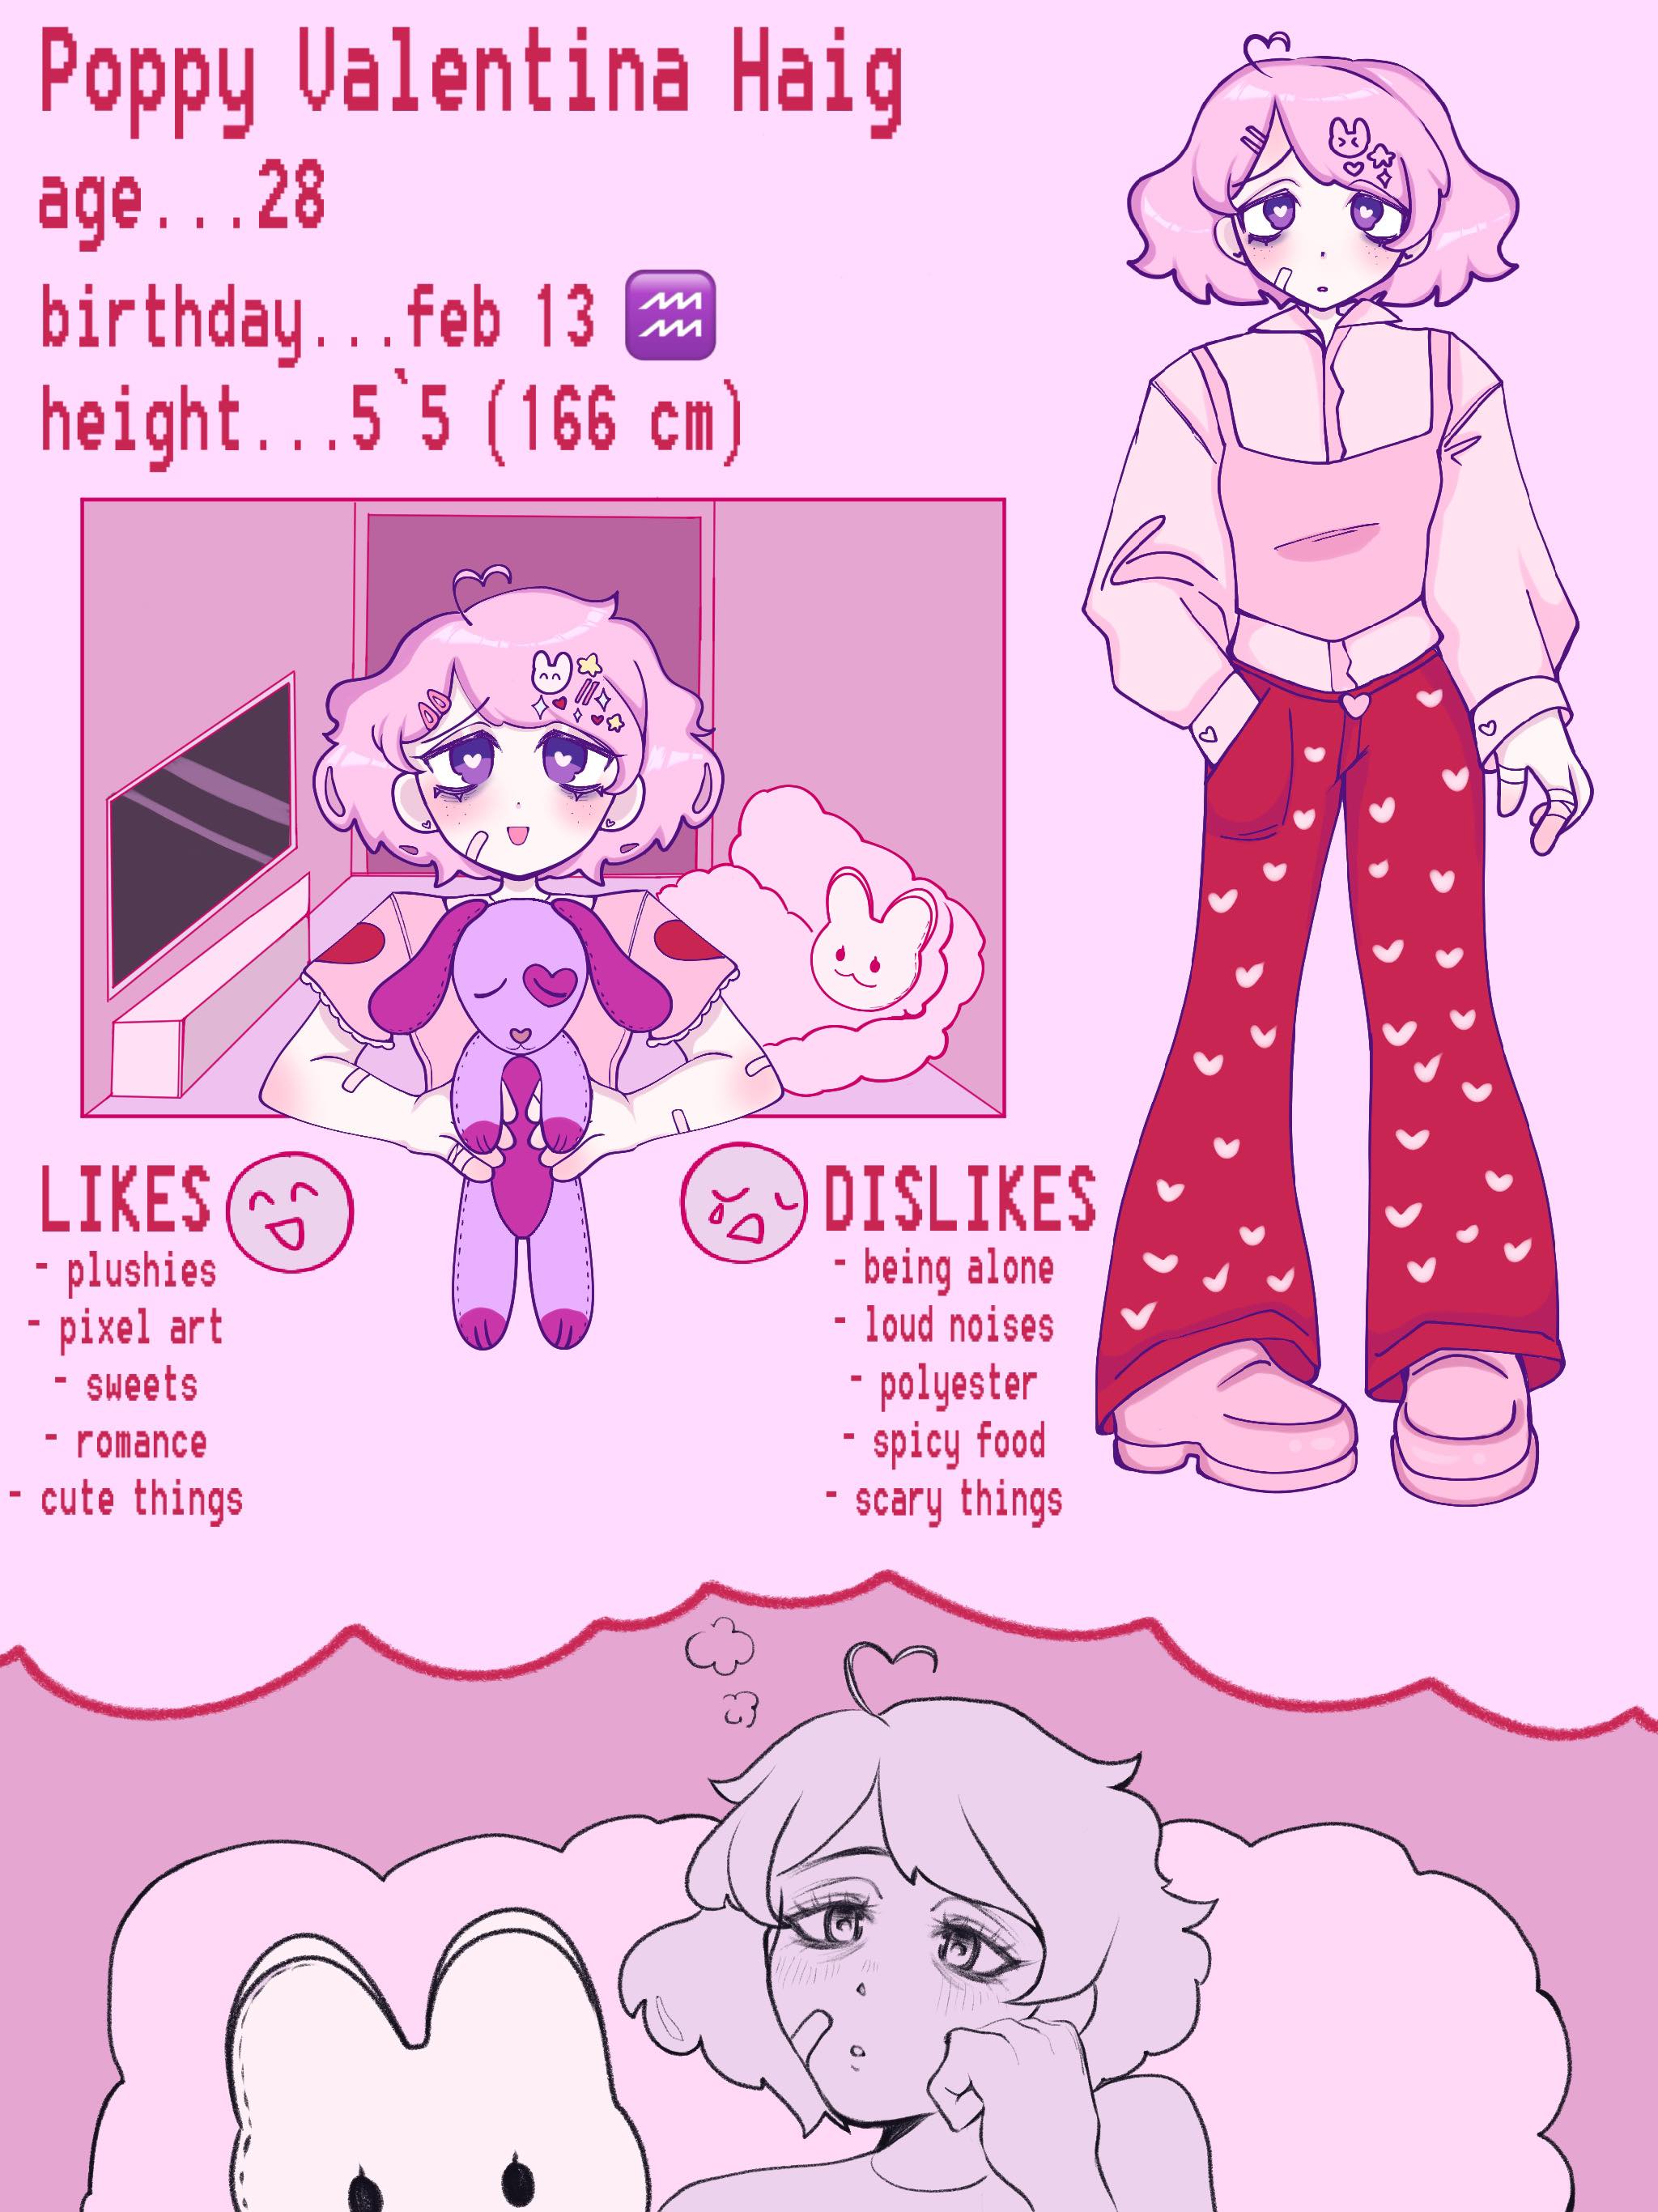 Poppy Valentina Haig
age...28
birthday...feb 13 ♒
height...5`5 (166 cm)
LIKES
- plushies
- pixel art
- sweets
- romance
- cute things
DISLIKES
- being alone
- loud noises
- polyester
- spicy food
- scary things